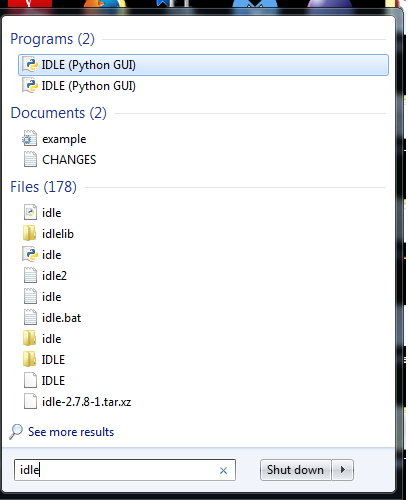 Programs (2)
IDLE (Python GUI)
IDLE (Python GUI)
Documents (2)
example
CHANGES
Files (178)
idle
idlelib
idle
idle2
idle
idle.bat
idle
IDLE
IDLE
idle-2.7.8-1.tar.xz
See more results
idle
Shut down